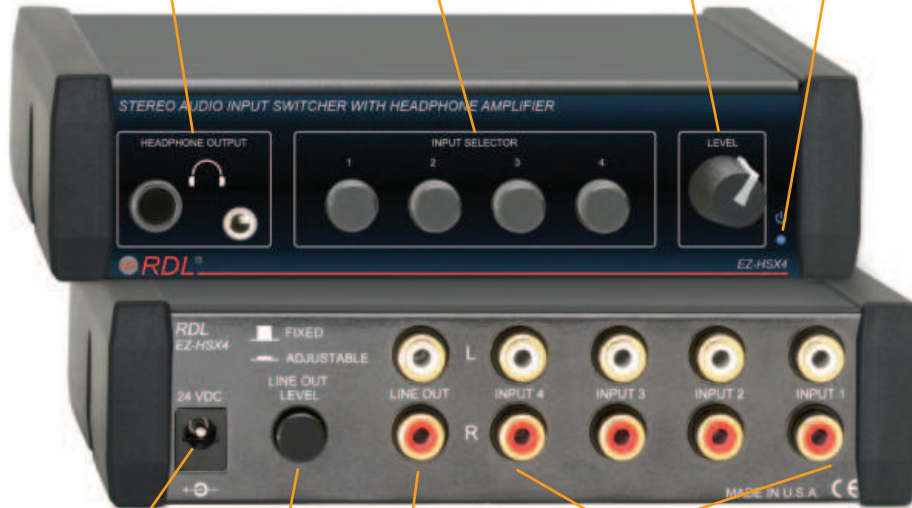 STEREO AUDIO INPUT SWITCHER WITH HEADPHONE AMPLIFIER
HEADPHONE OUTPUT
INPUT SELECTOR
LEVEL
1 2 3 4
RDL®
EZ-HSX4
RDL
EZ-HSX4
FIXED
ADJUSTABLE
L
24 VDC
LINE OUT
LEVEL
LINE OUT
INPUT 4
INPUT 3
INPUT 2
INPUT 1
R
MADE IN U.S.A. CE